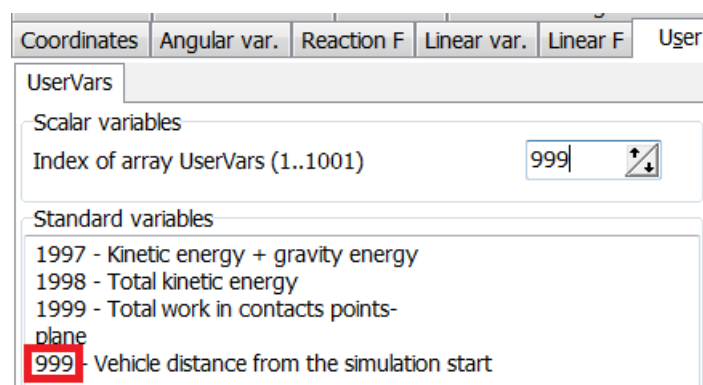 Coordinates Angular var. Reaction F Linear var. Linear F User
UserVars
Scalar variables
Index of array UserVars (1..1001) 999
Standard variables
1997 - Kinetic energy + gravity energy
1998 - Total kinetic energy
1999 - Total work in contacts points-
plane
999 - Vehicle distance from the simulation start